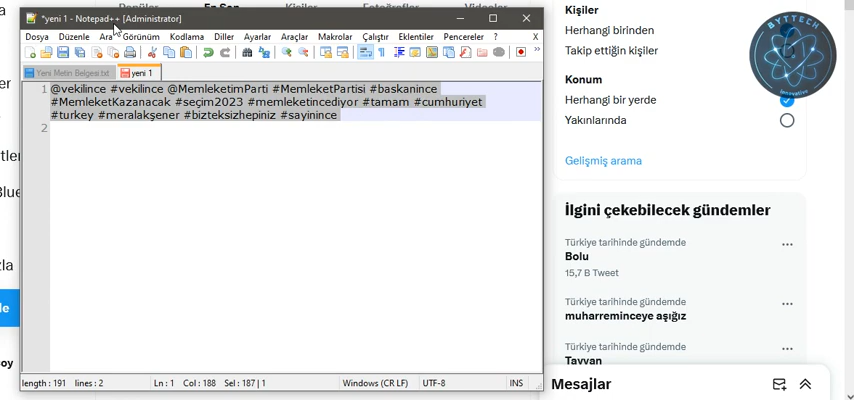 *yeni 1 - Notepad++ [Administrator]
Dosya Düzenle Ara Görünüm Kodlama Diller Ayarlar Araçlar Makrolar Çalıştır Eklentiler Pencereler ? X
Yeni Metin Belgesi.txt yeni 1
1 @vekilince #vekilince @MemleketimParti #MemleketPartisi #baskanince
#MemleketKazanacak #seçim2023 #memleketincediyor #tamam #cumhuriyet
#turkey #meralakşener #bizteksizhepiniz #sayinince
2
length : 191 lines : 2 Ln : 1 Col : 188 Sel : 187 | 1 Windows (CR LF) UTF-8 INS
Kişiler
Herhangi birinden
Takip ettiğin kişiler
Konum
Herhangi bir yerde
Yakınlarında
Gelişmiş arama
BYTTECH
innovative
İlgini çekebilecek gündemler
Türkiye tarihinde gündemde
Bolu
15,7 B Tweet
Türkiye tarihinde gündemde
muharreminceye aşığız
Türkiye tarihinde gündemde
Tayyan
Mesajlar